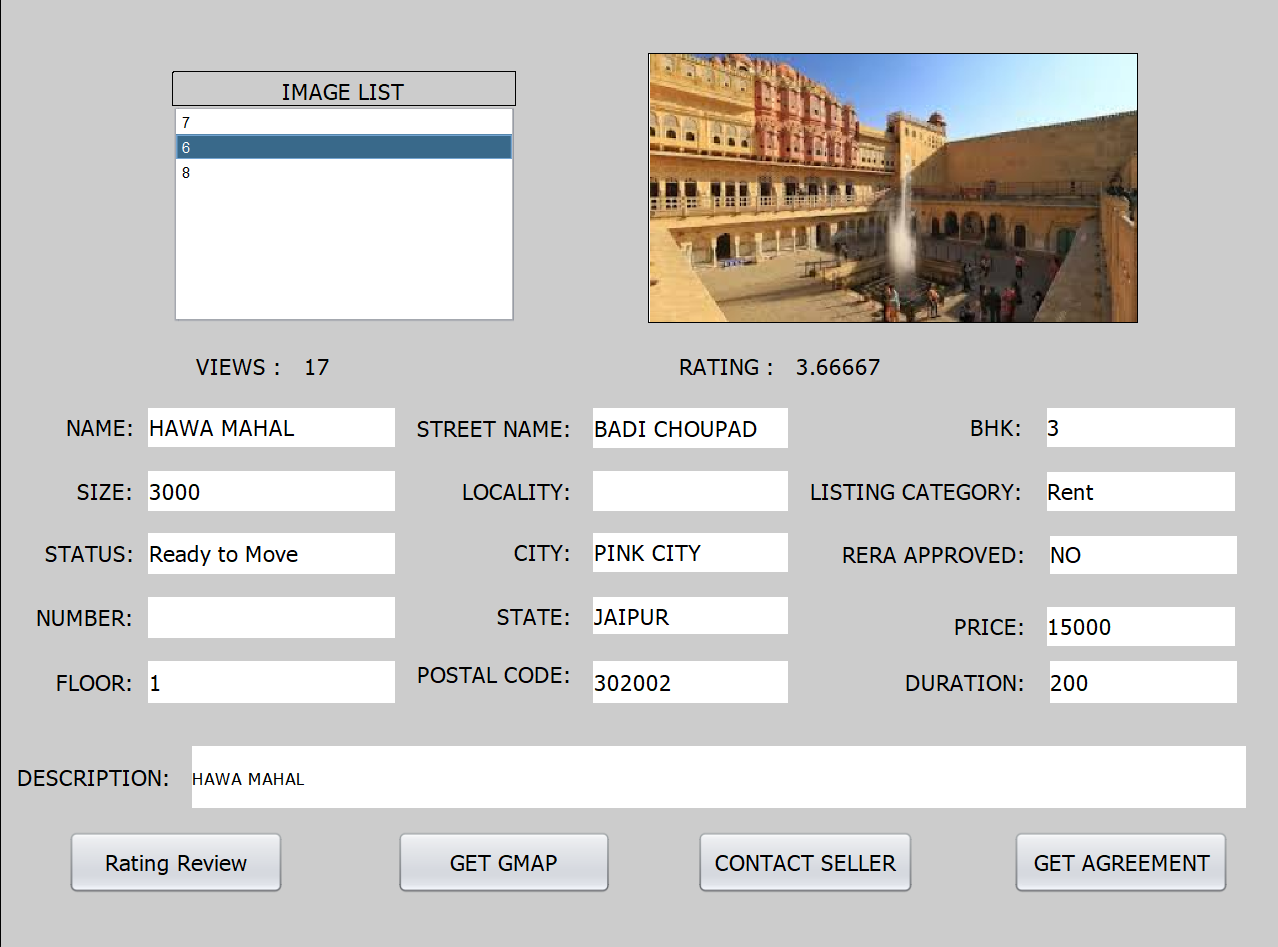 IMAGE LIST
7
6
8
VIEWS : 17 RATING : 3.66667
NAME: HAWA MAHAL STREET NAME: BADI CHOUPAD BHK: 3
SIZE: 3000 LOCALITY: LISTING CATEGORY: Rent
STATUS: Ready to Move CITY: PINK CITY RERA APPROVED: NO
NUMBER: STATE: JAIPUR PRICE: 15000
FLOOR: 1 POSTAL CODE: 302002 DURATION: 200
DESCRIPTION: HAWA MAHAL
Rating Review GET GMAP CONTACT SELLER GET AGREEMENT